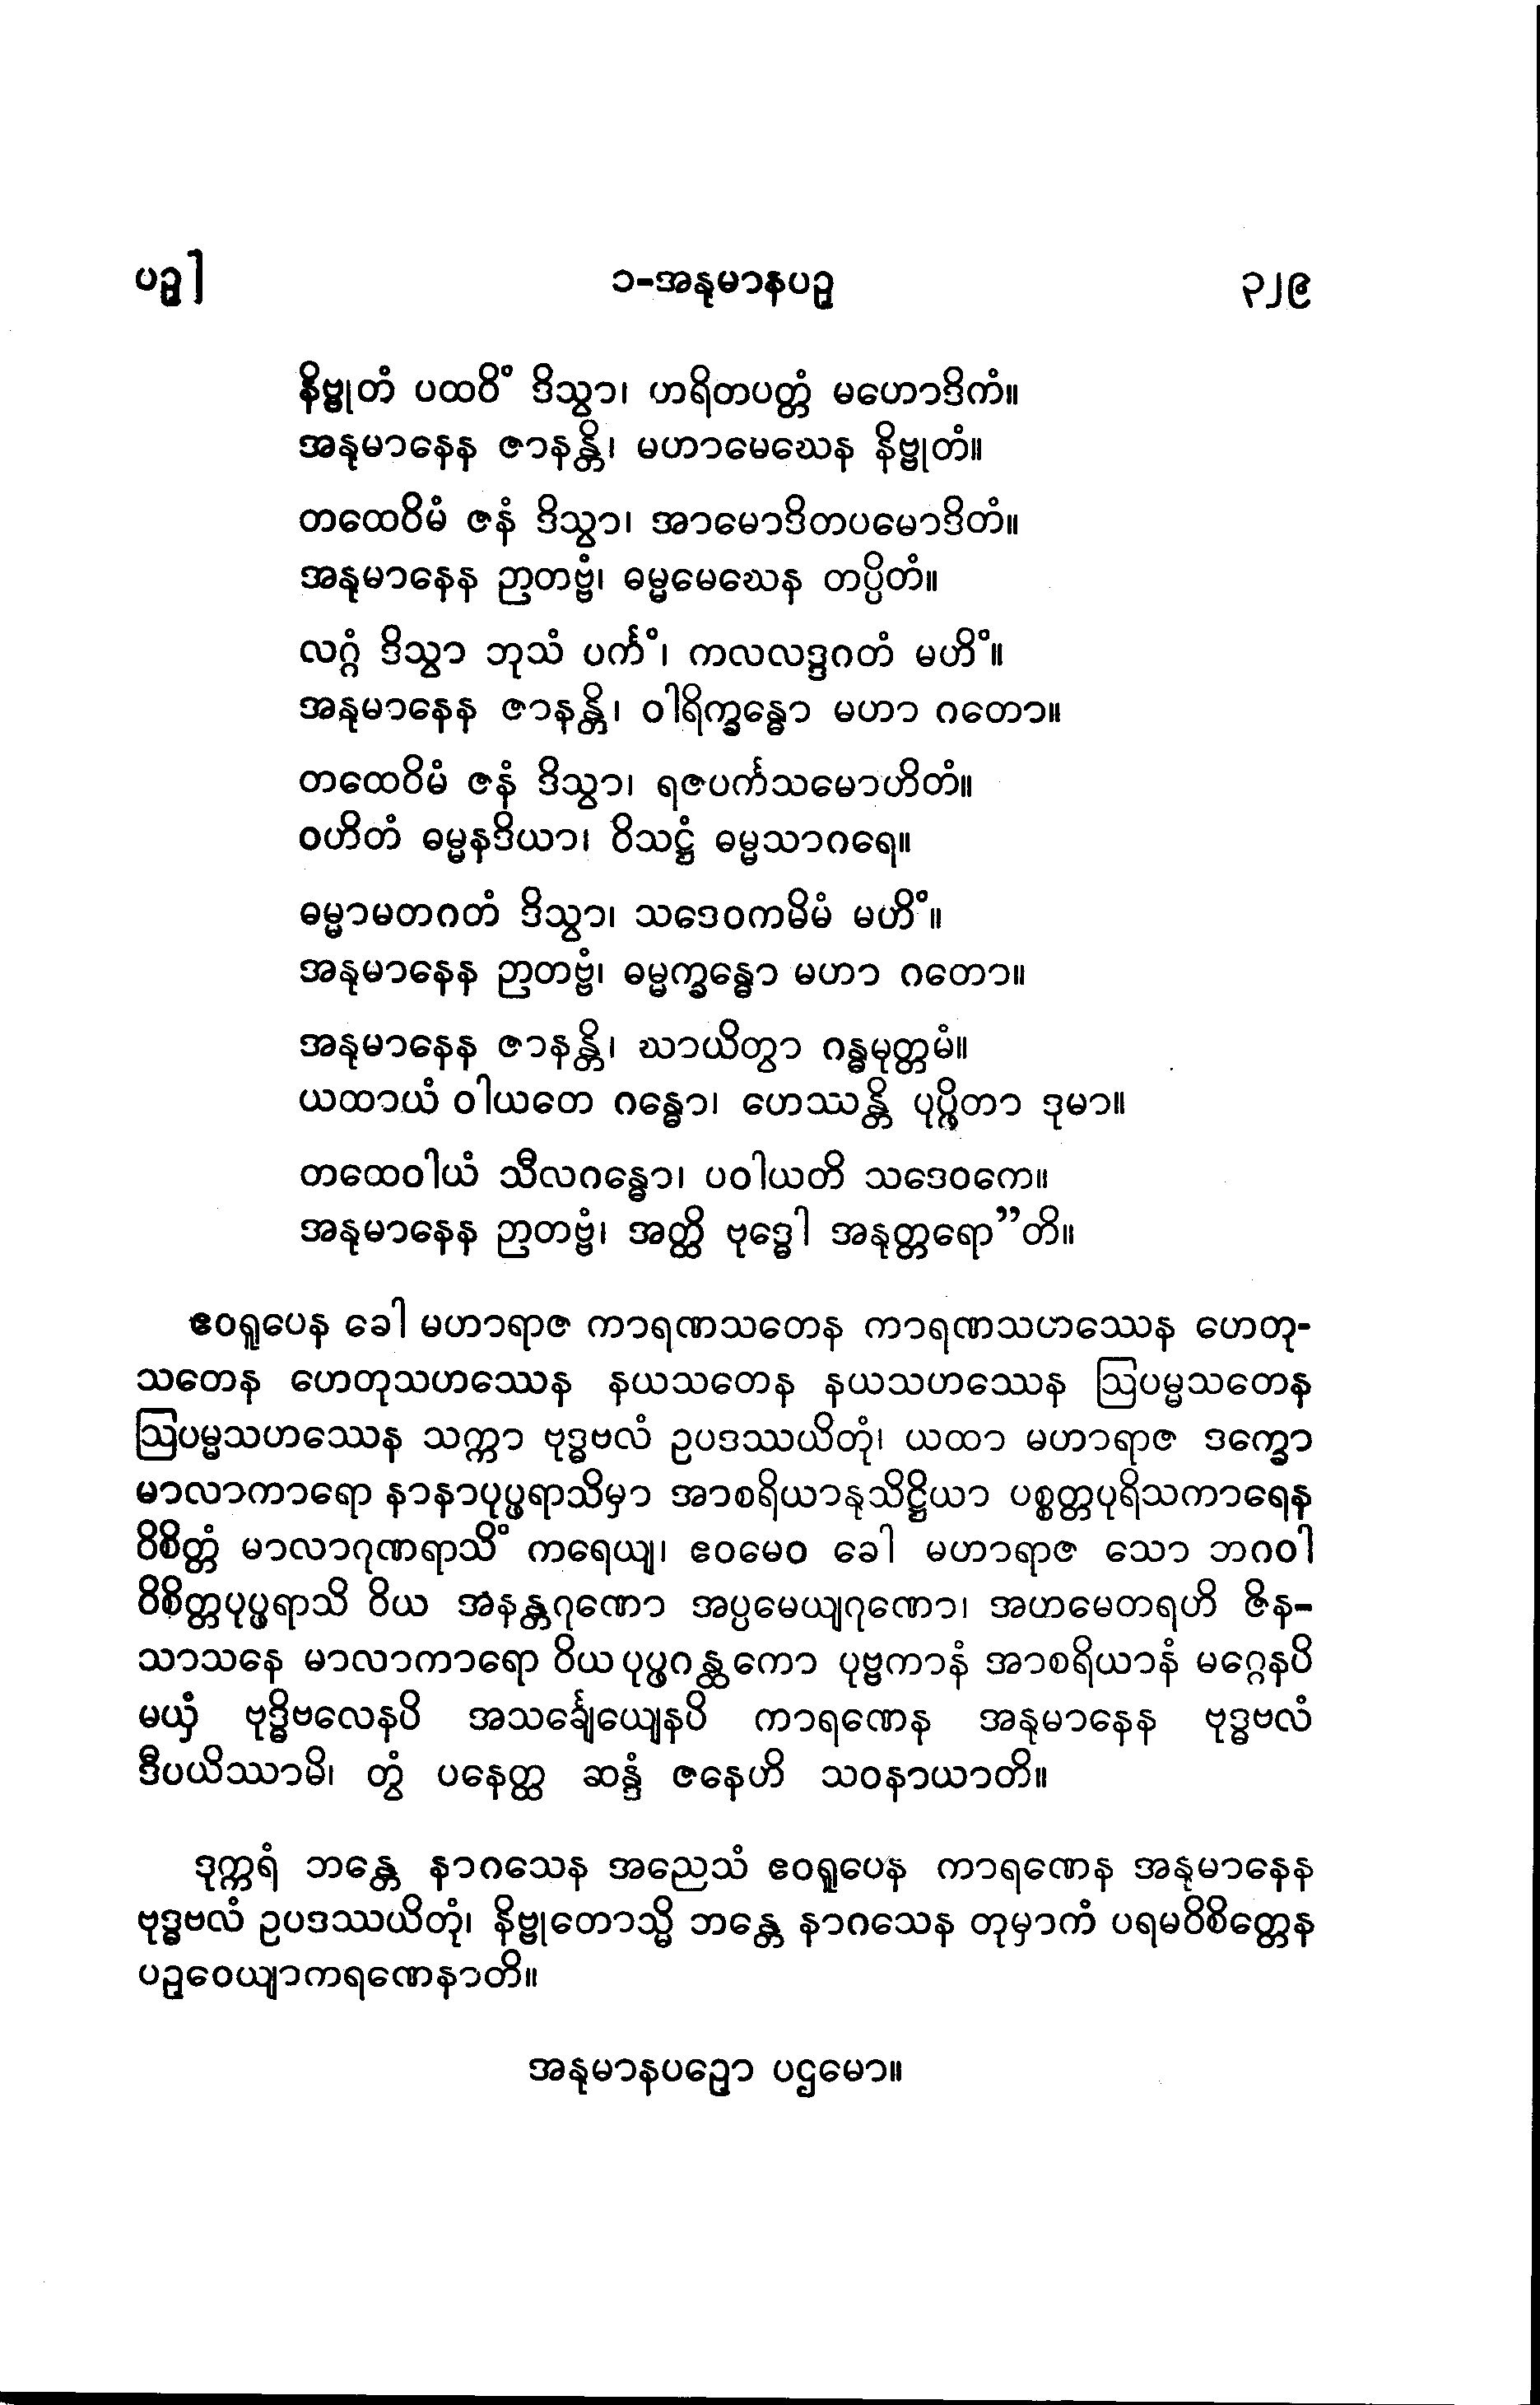 ပဉှ]
၁-အနုမာနပဉှ
၃၂၉
နိဗ္ဗုတံ ပထဝိံ ဒိသွာ၊ ဟရိတပတ္တံ မဟောဒိကံ။
အနုမာနေန ဇာနန္တိ၊ မဟာမေဃေန နိဗ္ဗုတံ။
တထေဝိမံ ဇနံ ဒိသွာ၊ အာမောဒိတပမောဒိတံ။
အနုမာနေန ဉာတဗ္ဗံ၊ ဓမ္မမေဃေန တပ္ပိတံ။
လဂ္ဂံ ဒိသွာ ဘုသံ ပင်္ကံ၊ ကလလဒ္ဒဂတံ မဟိံ။
အနုမာနေန ဇာနန္တိ၊ ဝါရိက္ခန္ဓော မဟာ ဂတော။
တထေဝိမံ ဇနံ ဒိသွာ၊ ရဇပင်္ကသမောဟိတံ။
ဝဟိတံ ဓမ္မနဒိယာ၊ ဝိသဋ္ဌံ ဓမ္မသာဂရေ။
ဓမ္မာမတဂတံ ဒိသွာ၊ သဒေဝကမိမံ မဟိံ။
အနုမာနေန ဉာတဗ္ဗံ၊ ဓမ္မက္ခန္ဓော မဟာ ဂတော။
အနုမာနေန ဇာနန္တိ၊ ဃာယိတွာ ဂန္ဓမုတ္တမံ။
ယထာယံ ဝါယတေ ဂန္ဓော၊ ဟေဿန္တိ ပုပ္ဖိတာ ဒုမာ။
တထေဝါယံ သီလဂန္ဓော၊ ပဝါယတိ သဒေဝကေ။
အနုမာနေန ဉာတဗ္ဗံ၊ အတ္ထိ ဗုဒ္ဓေါ အနုတ္တရော”တိ။
ဧဝရူပေန ခေါ မဟာရာဇ ကာရဏသတေန ကာရဏသဟဿေန ဟေတု-
သတေန ဟေတုသဟဿေန နယသတေန နယသဟဿေန ဩပမ္မသတေန
ဩပမ္မသဟဿေန သက္ကာ ဗုဒ္ဓဗလံ ဥပဒဿယိတုံ၊ ယထာ မဟာရာဇ ဒက္ခော
မာလာကာရော နာနာပုပ္ဖရာသိမှာ အာစရိယာနုသိဋ္ဌိယာ ပစ္စတ္တပုရိသကာရေန
ဝိစိတ္တံ မာလာဂုဏရာသိံ ကရေယျ၊ ဧဝမေဝ ခေါ မဟာရာဇ သော ဘဂဝါ
ဝိစိတ္တပုပ္ဖရာသိ ဝိယ အနန္တဂုဏော အပ္ပမေယျဂုဏော၊ အဟမေတရဟိ ဇိန-
သာသနေ မာလာကာရော ဝိယ ပုပ္ဖဂန္ထကော ပုဗ္ဗကာနံ အာစရိယာနံ မဂ္ဂေနပိ
မယှံ ဗုဒ္ဓိဗလေနပိ အသင်္ချေယျေနပိ ကာရဏေန အနုမာနေန ဗုဒ္ဓဗလံ
ဒီပယိဿာမိ၊ တွံ ပနေတ္ထ ဆန္ဒံ ဇနေဟိ သဝနာယာတိ။
ဒုက္ကရံ ဘန္တေ နာဂသေန အညေသံ ဧဝရူပေန ကာရဏေန အနုမာနေန
ဗုဒ္ဓဗလံ ဥပဒဿယိတုံ၊ နိဗ္ဗုတောသ္မိ ဘန္တေ နာဂသေန တုမှာကံ ပရမဝိစိတ္တေန
ပဉှဝေယျာကရဏေနာတိ။
အနုမာနပဉှော ပဌမော။